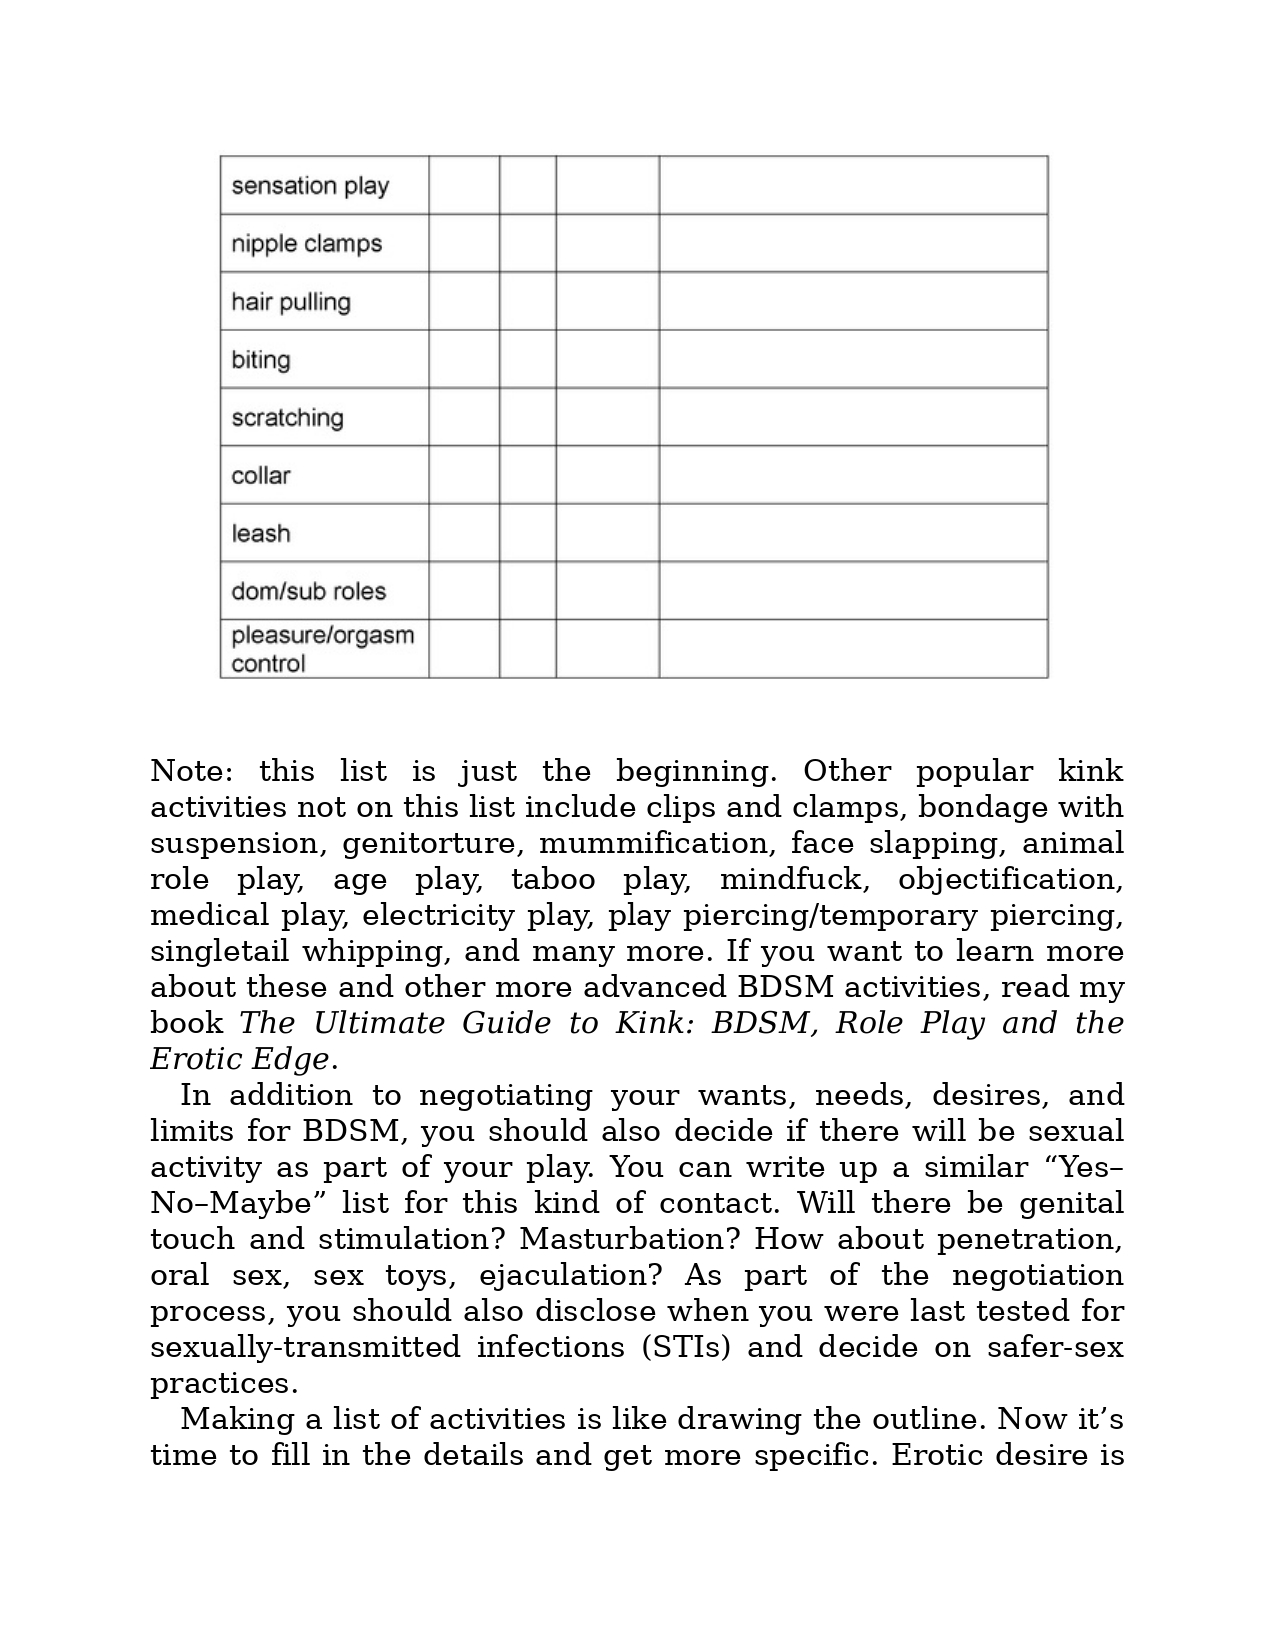 sensation play
nipple clamps
hair pulling
biting
scratching
collar
leash
dom/sub roles
pleasure/orgasm
control
Note: this list is just the beginning. Other popular kink
activities not on this list include clips and clamps, bondage with
suspension, genitorture, mummification, face slapping, animal
role play, age play, taboo play, mindfuck, objectification,
medical play, electricity play, play piercing/temporary piercing,
singletail whipping, and many more. If you want to learn more
about these and other more advanced BDSM activities, read my
book The Ultimate Guide to Kink: BDSM, Role Play and the
Erotic Edge.
In addition to negotiating your wants, needs, desires, and
limits for BDSM, you should also decide if there will be sexual
activity as part of your play. You can write up a similar “Yes–
No–Maybe” list for this kind of contact. Will there be genital
touch and stimulation? Masturbation? How about penetration,
oral sex, sex toys, ejaculation? As part of the negotiation
process, you should also disclose when you were last tested for
sexually-transmitted infections (STIs) and decide on safer-sex
practices.
Making a list of activities is like drawing the outline. Now it’s
time to fill in the details and get more specific. Erotic desire is